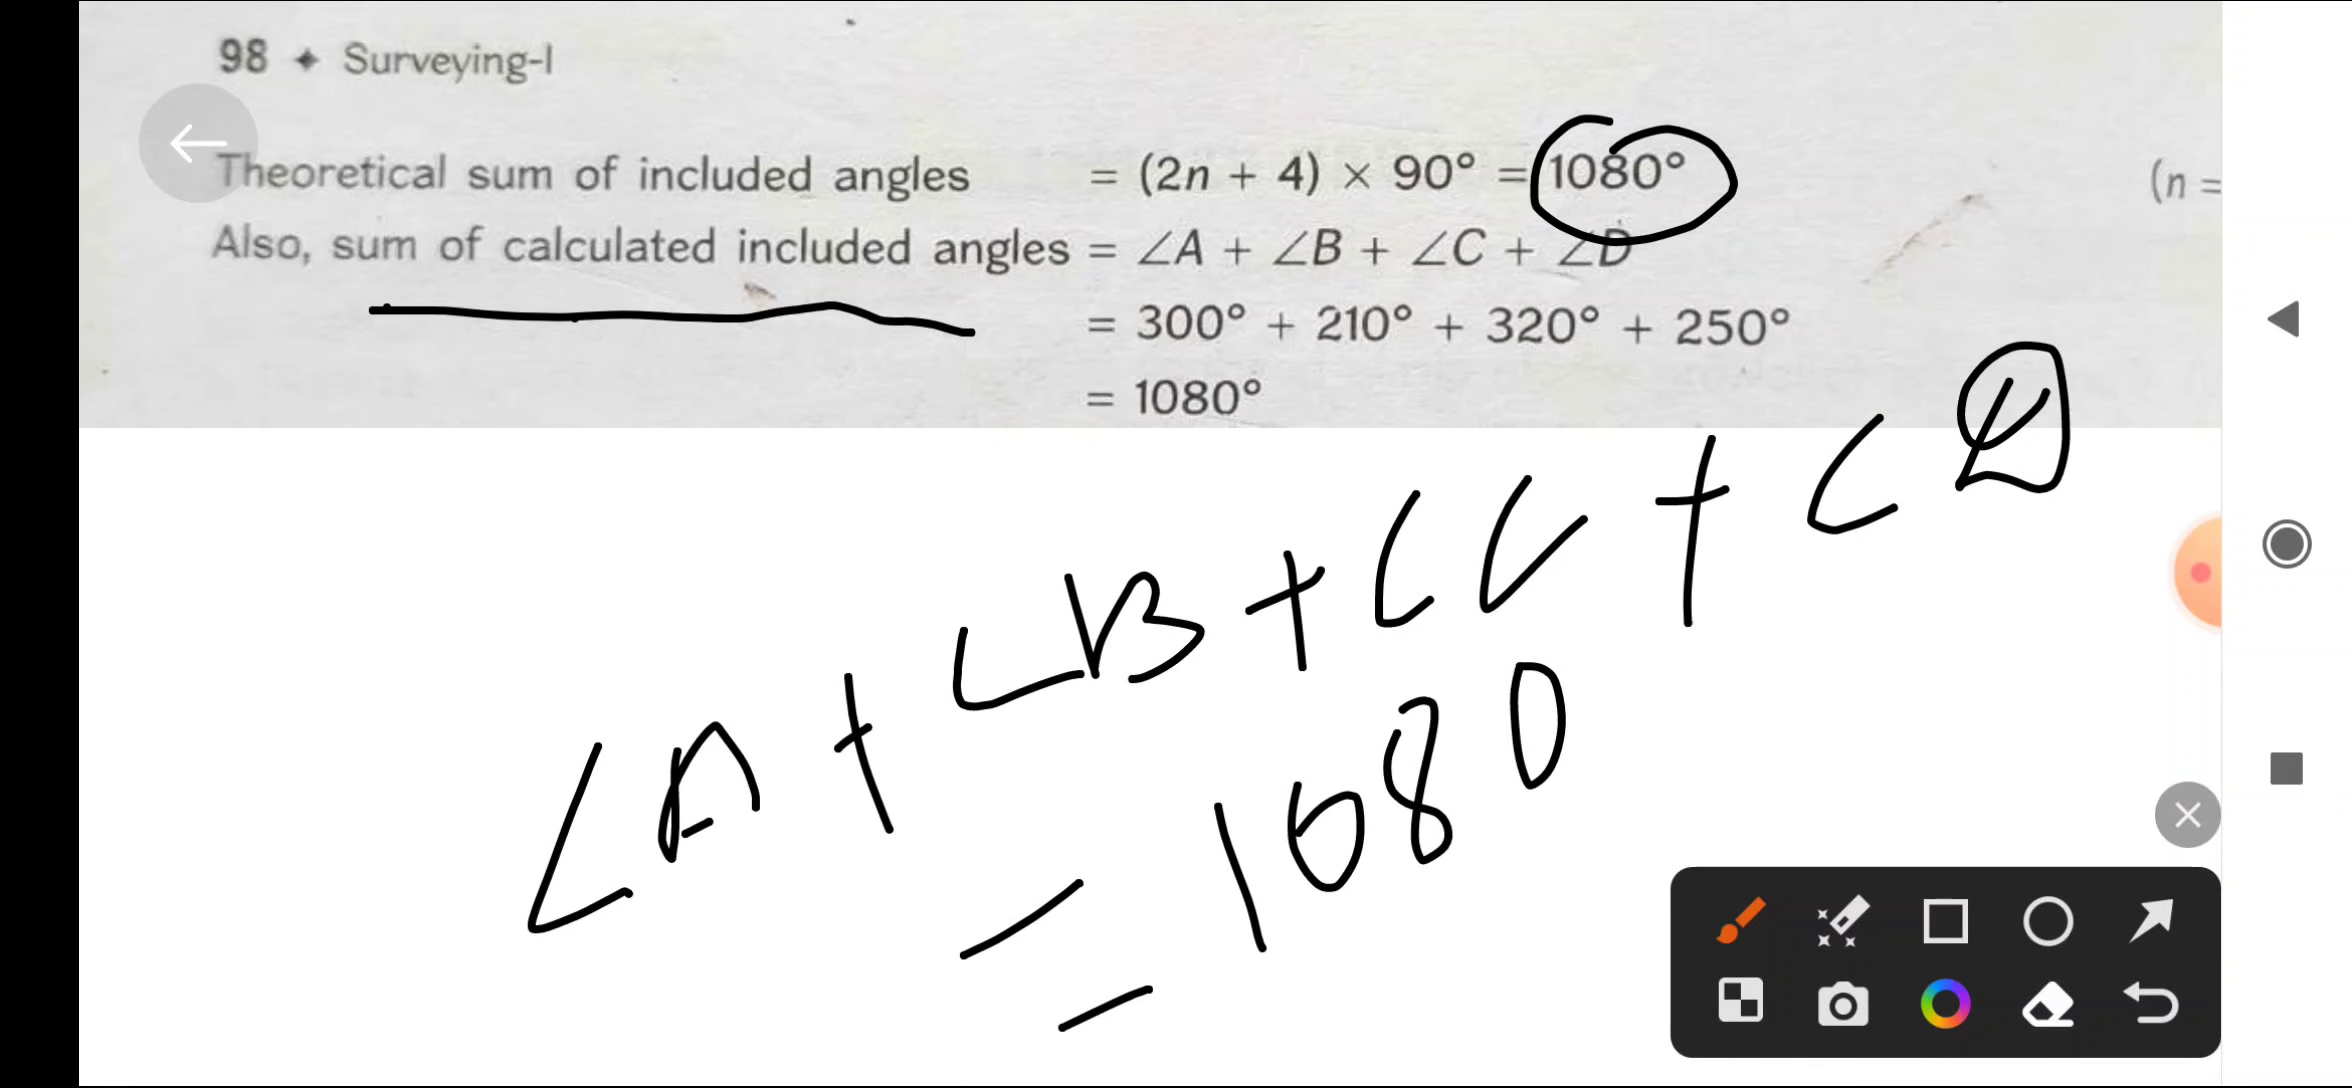 98 ✦ Surveying-I
Theoretical sum of included angles = (2n + 4) × 90° = 1080° (n =
Also, sum of calculated included angles = ∠A + ∠B + ∠C + ∠D
= 300° + 210° + 320° + 250°
= 1080°
∠A + ∠B + ∠C + ∠D
= 1080